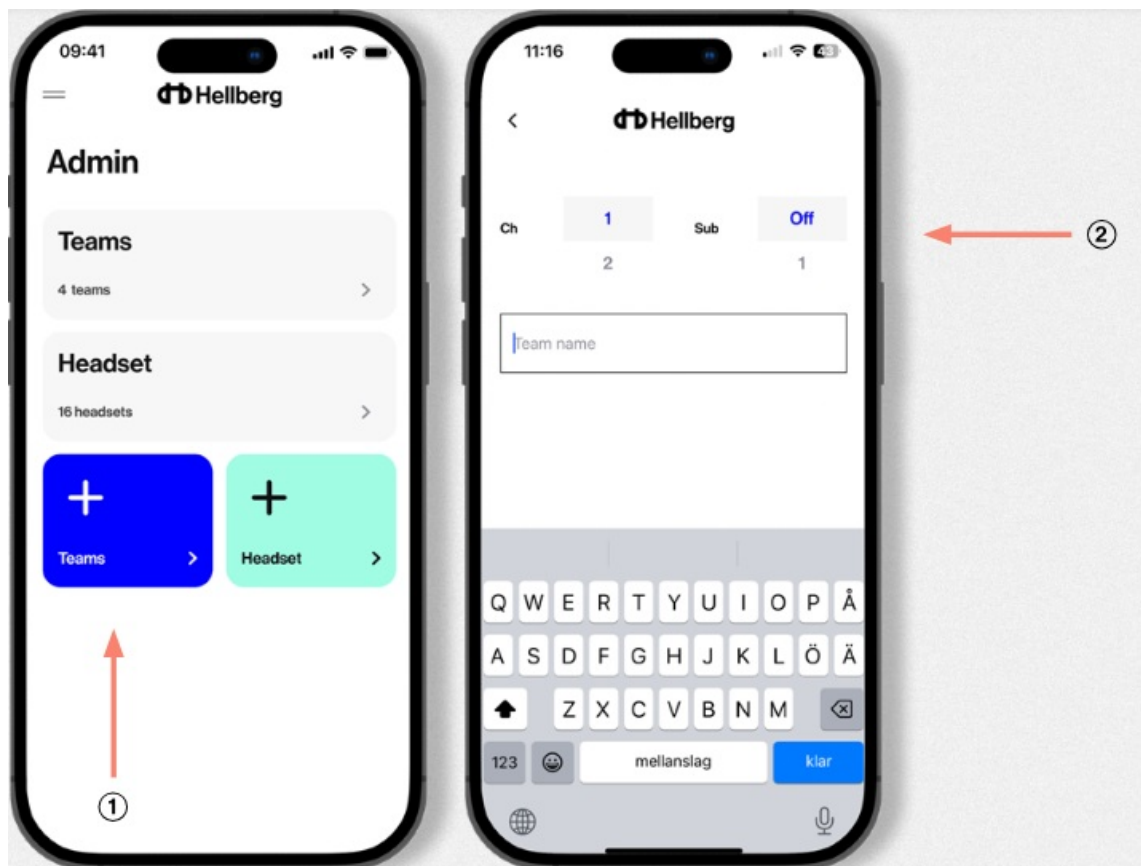 09:41
Hellberg
Admin
Teams
4 teams
Headset
16 headsets
Teams
Headset
1
11:16
43
Hellberg
Ch
1
Sub
Off
2
1
Team name
Q W E R T Y U I O P Å
A S D F G H J K L Ö Ä
Z X C V B N M
123
mellanslag
klar
2